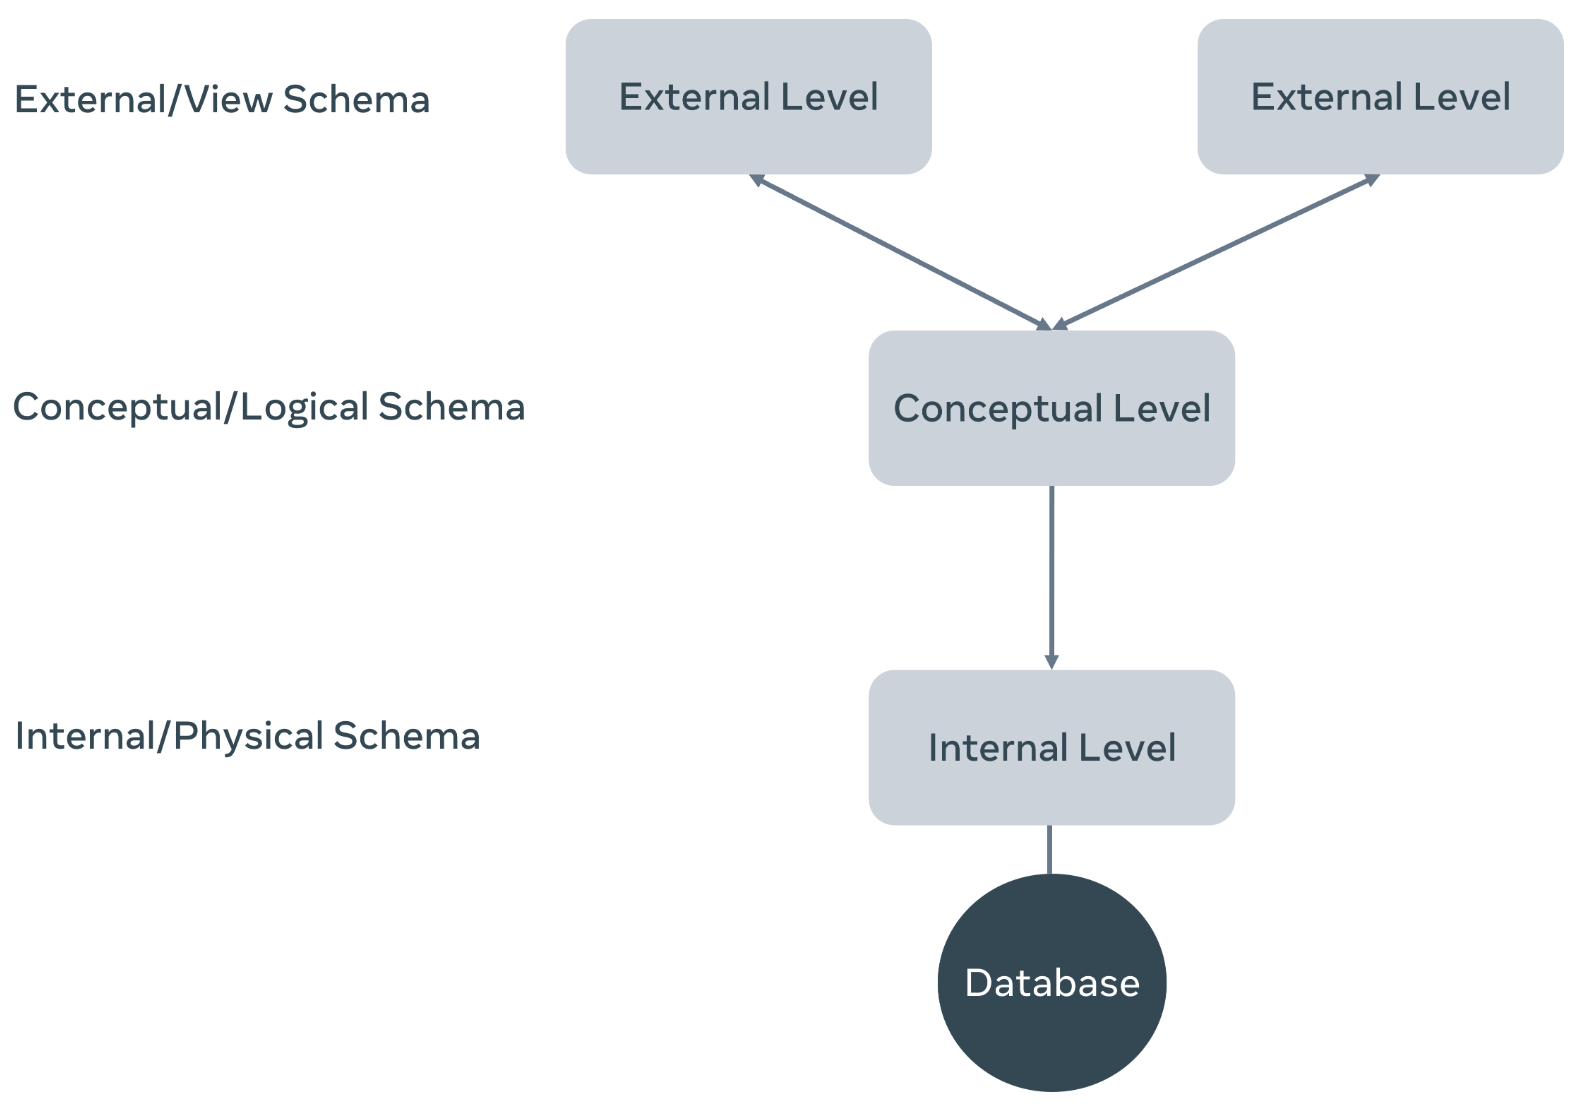 External/View Schema
External Level
External Level
Conceptual/Logical Schema
Conceptual Level
Internal/Physical Schema
Internal Level
Database